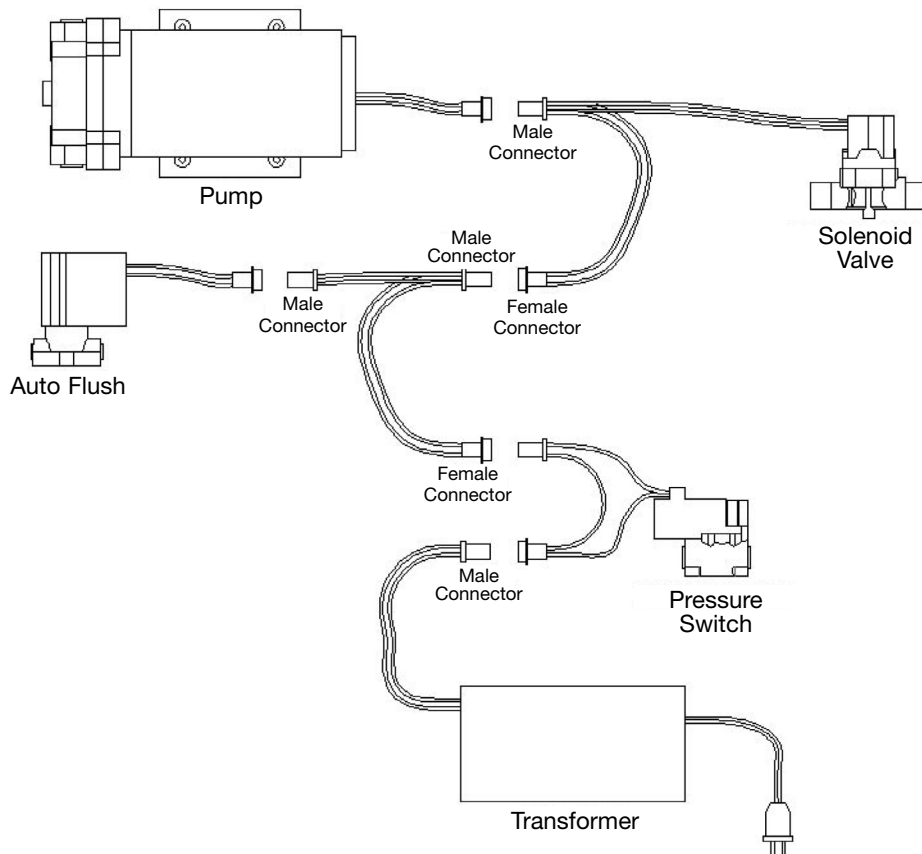 Male
Connector
Pump
Solenoid
Valve
Male
Connector
Male
Connector
Female
Connector
Auto Flush
Female
Connector
Male
Connector
Pressure
Switch
Transformer